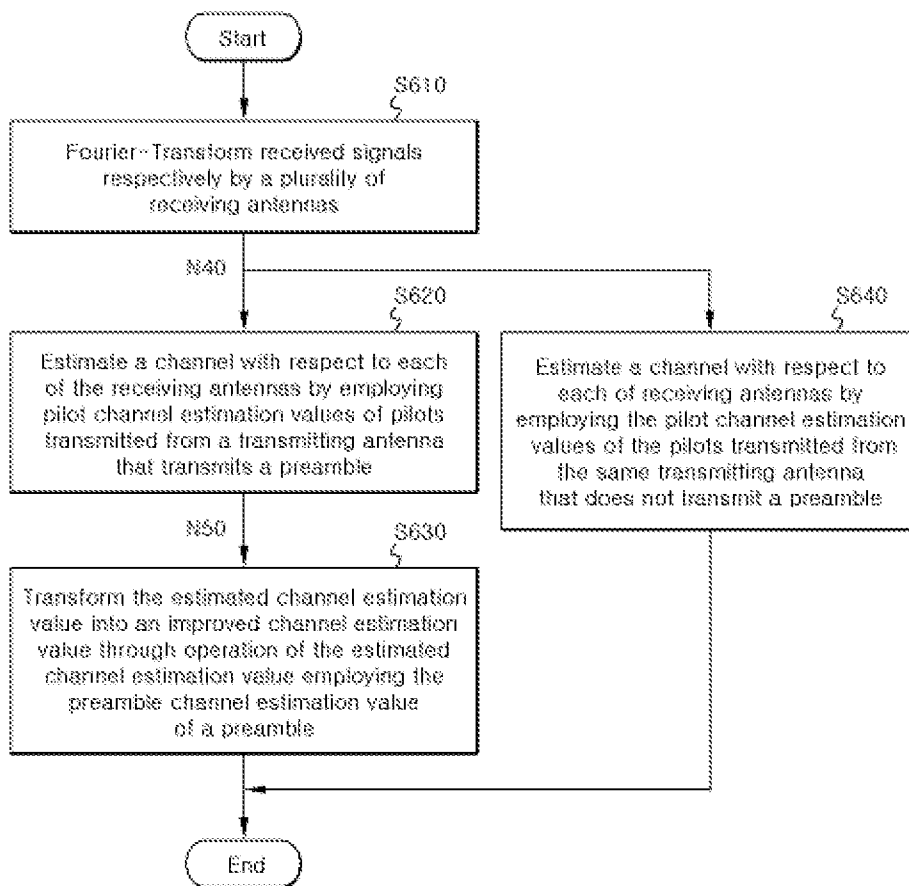 Start
S610
Fourier-Transform received signals
respectively by a plurality of
receiving antennas
N40
S620
Estimate a channel with respect to each
of the receiving antennas by employing
pilot channel estimation values of pilots
transmitted from a transmitting antenna
that transmits a preamble
S640
Estimate a channel with respect to
each of receiving antennas by
employing the pilot channel estimation
values of the pilots transmitted from
the same transmitting antenna
that does not transmit a preamble
N50
S630
Transform the estimated channel estimation
value into an improved channel estimation
value through operation of the estimated
channel estimation value employing the
preamble channel estimation value
of a preamble
End